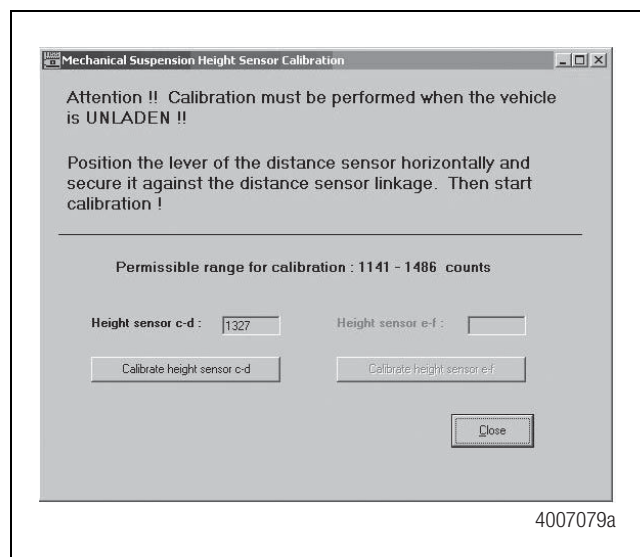 Mechanical Suspension Height Sensor Calibration
Attention !! Calibration must be performed when the vehicle
is UNLADEN !!
Position the lever of the distance sensor horizontally and
secure it against the distance sensor linkage. Then start
calibration !
Permissible range for calibration : 1141 - 1486 counts
Height sensor c-d : 1327 Height sensor e-f :
Calibrate height sensor c-d Calibrate height sensor e-f
Close
4007079a